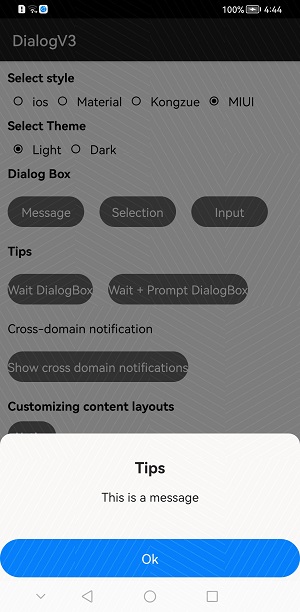 100% 4:44
DialogV3
Select style
ios Material Kongzue MIUI
Select Theme
Light Dark
Dialog Box
Message Selection Input
Tips
Wait DialogBox Wait + Prompt DialogBox
Cross-domain notification
Show cross domain notifications
Customizing content layouts
Tips
This is a message
Ok